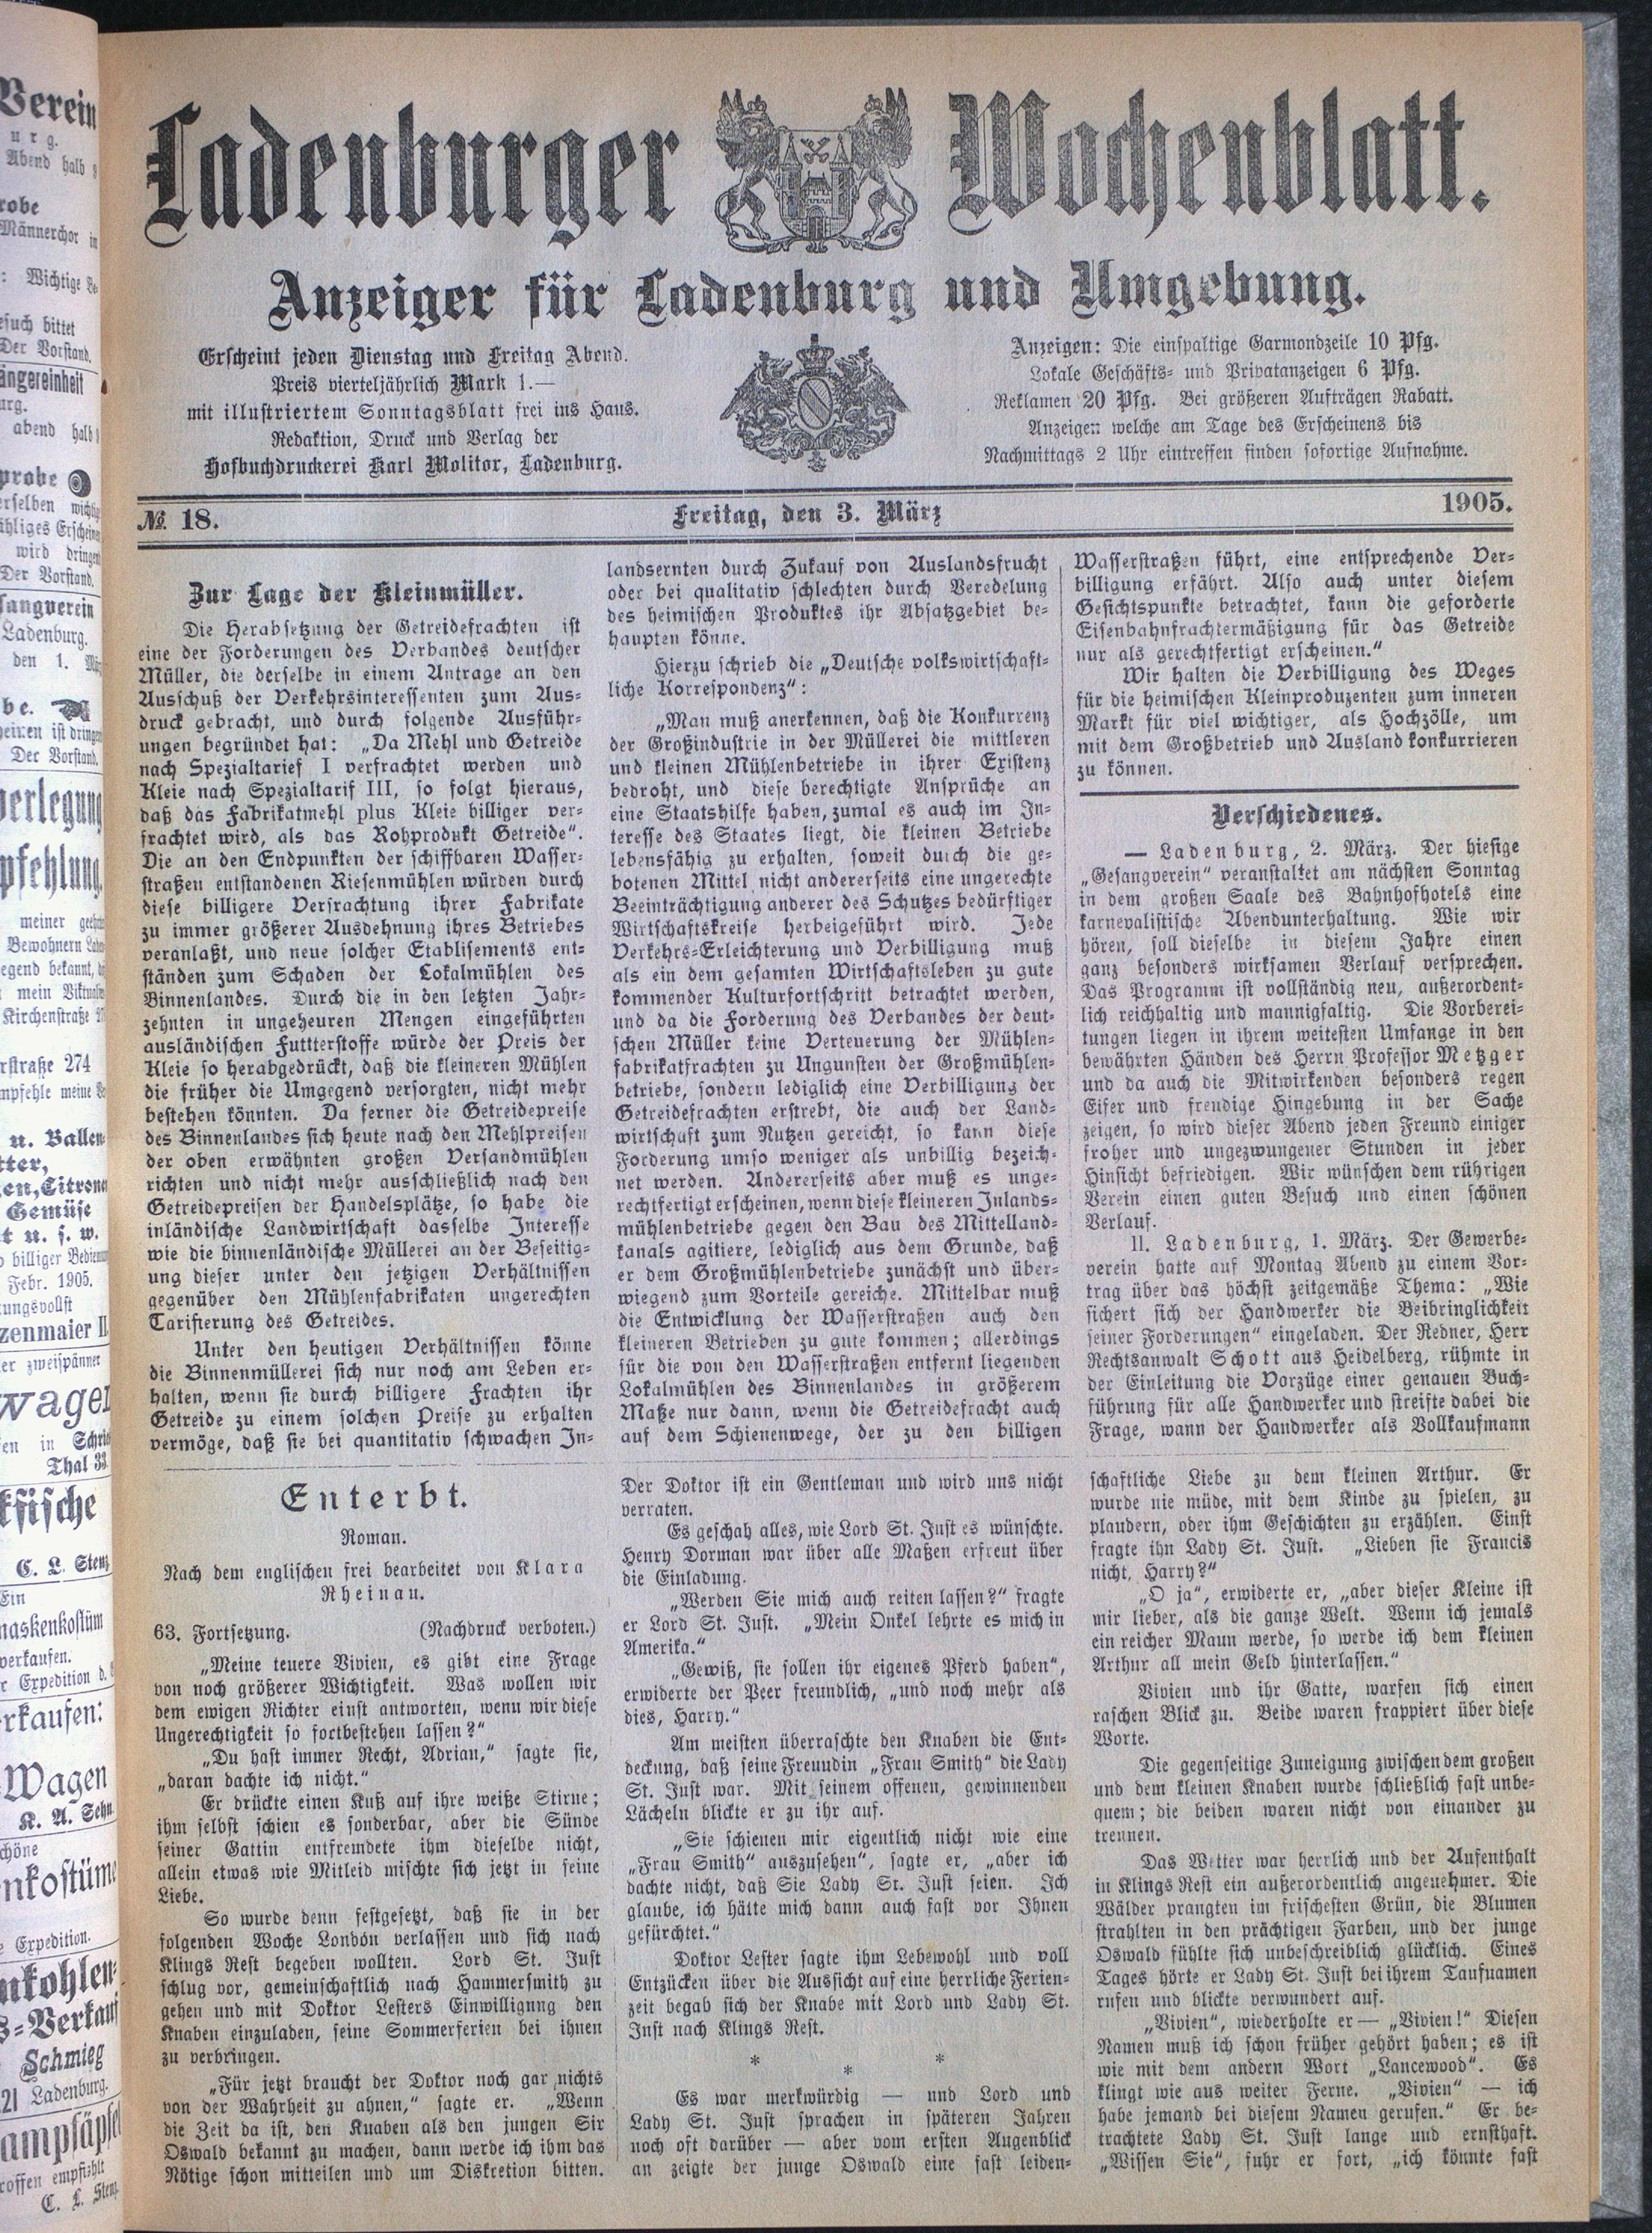 Ladenburger Wochenblatt.
Anzeiger für Ladenburg und Umgebung.
Erscheint jeden Dienstag und Freitag Abend.
Preis vierteljährlich Mark 1.—
mit illustriertem Sonntagsblatt frei ins Haus.
Redaktion, Druck und Verlag der
Hofbuchdruckerei Karl Molitor, Ladenburg.
Anzeigen: Die einspaltige Garmondzeile 10 Pfg.
Lokale Geschäfts- und Privatanzeigen 6 Pfg.
Reklamen 20 Pfg. Bei größeren Aufträgen Rabatt.
Anzeigen welche am Tage des Erscheinens bis
Nachmittags 2 Uhr eintreffen finden sofortige Aufnahme.
№ 18.
Freitag, den 3. März
1905.
Zur Lage der Kleinmüller.
Die Herabsetzung der Getreidefrachten ist
eine der Forderungen des Verbandes deutscher
Müller, die derselbe in einem Antrage an den
Ausschuß der Verkehrsinteressenten zum Aus-
druck gebracht, und durch folgende Ausführ-
ungen begründet hat: „Da Mehl und Getreide
nach Spezialtarief I verfrachtet werden und
Kleie nach Spezialtarif III, so folgt hieraus,
daß das Fabrikatmehl plus Kleie billiger ver-
frachtet wird, als das Rohprodukt Getreide“.
Die an den Endpunkten der schiffbaren Wasser-
straßen entstandenen Riesenmühlen würden durch
diese billigere Verfrachtung ihrer Fabrikate
zu immer größerer Ausdehnung ihres Betriebes
veranlaßt, und neue solcher Etablisements ent-
ständen zum Schaden der Lokalmühlen des
Binnenlandes. Durch die in den letzten Jahr-
zehnten in ungeheuren Mengen eingeführten
ausländischen Futtterstoffe würde der Preis der
Kleie so herabgedrückt, daß die kleineren Mühlen
die früher die Umgegend versorgten, nicht mehr
bestehen könnten. Da ferner die Getreidepreise
des Binnenlandes sich heute nach den Mehlpreisen
der oben erwähnten großen Versandmühlen
richten und nicht mehr ausschließlich nach den
Getreidepreisen der Handelsplätze, so habe die
inländische Landwirtschaft dasselbe Interesse
wie die binnenländische Müllerei an der Beseitig-
ung dieser unter den jetzigen Verhältnissen
gegenüber den Mühlenfabrikaten ungerechten
Tarifierung des Getreides.
Unter den heutigen Verhältnissen könne
die Binnenmüllerei sich nur noch am Leben er-
halten, wenn sie durch billigere Frachten ihr
Getreide zu einem solchen Preise zu erhalten
vermöge, daß sie bei quantitativ schwachen In-
landsernten durch Zukauf von Auslandsfrucht
oder bei qualitativ schlechten durch Veredelung
des heimischen Produktes ihr Absatzgebiet be-
haupten könne.
Hierzu schrieb die „Deutsche volkswirtschaft-
liche Korrespondenz“:
„Man muß anerkennen, daß die Konkurrenz
der Großindustrie in der Müllerei die mittleren
und kleinen Mühlenbetriebe in ihrer Existenz
bedroht, und diese berechtigte Ansprüche an
eine Staatshilfe haben, zumal es auch im In-
teresse des Staates liegt, die kleinen Betriebe
lebensfähig zu erhalten, soweit durch die ge-
botenen Mittel nicht andererseits eine ungerechte
Beeinträchtigung anderer des Schutzes bedürftiger
Wirtschaftskreise herbeigeführt wird. Jede
Verkehrs-Erleichterung und Verbilligung muß
als ein dem gesamten Wirtschaftsleben zu gute
kommender Kulturfortschritt betrachtet werden,
und da die Forderung des Verbandes der deut-
schen Müller keine Verteuerung der Mühlen-
fabrikatfrachten zu Ungunsten der Großmühlen-
betriebe, sondern lediglich eine Verbilligung der
Getreidefrachten erstrebt, die auch der Land-
wirtschaft zum Nutzen gereicht, so kann diese
Forderung umso weniger als unbillig bezeich-
net werden. Andererseits aber muß es unge-
rechtfertigt erscheinen, wenn diese kleineren Inlands-
mühlenbetriebe gegen den Bau des Mittelland-
kanals agitiere, lediglich aus dem Grunde, daß
er dem Großmühlenbetriebe zunächst und über-
wiegend zum Vorteile gereiche. Mittelbar muß
die Entwicklung der Wasserstraßen auch den
kleineren Betrieben zu gute kommen; allerdings
für die von den Wasserstraßen entfernt liegenden
Lokalmühlen des Binnenlandes in größerem
Maße nur dann, wenn die Getreidefracht auch
auf dem Schienenwege, der zu den billigen
Wasserstraßen führt, eine entsprechende Ver-
billigung erfährt. Also auch unter diesem
Gesichtspunkte betrachtet, kann die geforderte
Eisenbahnfrachtermäßigung für das Getreide
nur als gerechtfertigt erscheinen.“
Wir halten die Verbilligung des Weges
für die heimischen Kleinproduzenten zum inneren
Markt für viel wichtiger, als Hochzölle, um
mit dem Großbetrieb und Ausland konkurrieren
zu können.
Verschiedenes.
— Ladenburg, 2. März. Der hiesige
„Gesangverein“ veranstaltet am nächsten Sonntag
in dem großen Saale des Bahnhofhotels eine
karnevalistische Abendunterhaltung. Wie wir
hören, soll dieselbe in diesem Jahre einen
ganz besonders wirksamen Verlauf versprechen.
Das Programm ist vollständig neu, außerordent-
lich reichhaltig und mannigfaltig. Die Vorberei-
tungen liegen in ihrem weitesten Umfange in den
bewährten Händen des Herrn Professor Metzger
und da auch die Mitwirkenden besonders regen
Eifer und freudige Hingebung in der Sache
zeigen, so wird dieser Abend jeden Freund einiger
froher und ungezwungener Stunden in jeder
Hinsicht befriedigen. Wir wünschen dem rührigen
Verein einen guten Besuch und einen schönen
Verlauf.
11. Ladenburg, 1. März. Der Gewerbe-
verein hatte auf Montag Abend zu einem Vor-
trag über das höchst zeitgemäße Thema: „Wie
sichert sich der Handwerker die Beibringlichkeit
seiner Forderungen“ eingeladen. Der Redner, Herr
Rechtsanwalt Schott aus Heidelberg, rühmte in
der Einleitung die Vorzüge einer genauen Buch-
führung für alle Handwerker und streifte dabei die
Frage, wann der Handwerker als Vollkaufmann
Enterbt.
Roman.
Nach dem englischen frei bearbeitet von Klara
Rheinau.
63. Fortsetzung. (Nachdruck verboten.)
„Meine teuere Vivien, es gibt eine Frage
von noch größerer Wichtigkeit. Was wollen wir
dem ewigen Richter einst antworten, wenn wir diese
Ungerechtigkeit so fortbestehen lassen?“
„Du hast immer Recht, Adrian,“ sagte sie,
„daran dachte ich nicht.“
Er drückte einen Kuß auf ihre weiße Stirne;
ihm selbst schien es sonderbar, aber die Sünde
seiner Gattin entfremdete ihm dieselbe nicht,
allein etwas wie Mitleid mischte sich jetzt in seine
Liebe.
So wurde denn festgesetzt, daß sie in der
folgenden Woche London verlassen und sich nach
Klings Rest begeben wollten. Lord St. Just
schlug vor, gemeinschaftlich nach Hammersmith zu
gehen und mit Doktor Lesters Einwilligung den
Knaben einzuladen, seine Sommerferien bei ihnen
zu verbringen.
„Für jetzt braucht der Doktor noch gar nichts
von der Wahrheit zu ahnen,“ sagte er. „Wenn
die Zeit da ist, den Knaben als den jungen Sir
Oswald bekannt zu machen, dann werde ich ihm das
Nötige schon mitteilen und um Diskretion bitten.
Der Doktor ist ein Gentleman und wird uns nicht
verraten.
Es geschah alles, wie Lord St. Just es wünschte.
Henry Dorman war über alle Maßen erfreut über
die Einladung.
„Werden Sie mich auch reiten lassen?“ fragte
er Lord St. Just. „Mein Onkel lehrte es mich in
Amerika.“
„Gewiß, sie sollen ihr eigenes Pferd haben“,
erwiderte der Peer freundlich, „und noch mehr als
dies, Harry.“
Am meisten überraschte den Knaben die Ent-
deckung, daß seine Freundin „Frau Smith“ die Lady
St. Just war. Mit seinem offenen, gewinnenden
Lächeln blickte er zu ihr auf.
„Sie schienen mir eigentlich nicht wie eine
„Frau Smith“ auszusehen“, sagte er, „aber ich
dachte nicht, daß Sie Lady St. Just seien. Ich
glaube, ich hätte mich dann auch fast vor Ihnen
gefürchtet.“
Doktor Lester sagte ihm Lebewohl und voll
Entzücken über die Aussicht auf eine herrliche Ferien-
zeit begab sich der Knabe mit Lord und Lady St.
Just nach Klings Rest.
* * *
Es war merkwürdig — und Lord und
Lady St. Just sprachen in späteren Jahren
noch oft darüber — aber vom ersten Augenblick
an zeigte der junge Oswald eine fast leiden-
schaftliche Liebe zu dem kleinen Arthur. Er
wurde nie müde, mit dem Kinde zu spielen, zu
plaudern, oder ihm Geschichten zu erzählen. Einst
fragte ihn Lady St. Just. „Lieben sie Francis
nicht, Harry?“
„O ja“, erwiderte er, „aber dieser Kleine ist
mir lieber, als die ganze Welt. Wenn ich jemals
ein reicher Mann werde, so werde ich dem kleinen
Arthur all mein Geld hinterlassen.“
Vivien und ihr Gatte, warfen sich einen
raschen Blick zu. Beide waren frappiert über diese
Worte.
Die gegenseitige Zuneigung zwischen dem großen
und dem kleinen Knaben wurde schließlich fast unbe-
quem; die beiden waren nicht von einander zu
trennen.
Das Wetter war herrlich und der Aufenthalt
in Klings Rest ein außerordentlich angenehmer. Die
Wälder prangten im frischesten Grün, die Blumen
strahlten in den prächtigen Farben, und der junge
Oswald fühlte sich unbeschreiblich glücklich. Eines
Tages hörte er Lady St. Just bei ihrem Taufnamen
rufen und blickte verwundert auf.
„Vivien“, wiederholte er — „Vivien!“ Diesen
Namen muß ich schon früher gehört haben; es ist
wie mit dem andern Wort „Lancewood“. Es
klingt wie aus weiter Ferne. „Vivien“ — ich
habe jemand bei diesem Namen gerufen.“ Er be-
trachtete Lady St. Just lange und ernsthaft.
„Wissen Sie“, fuhr er fort, „ich könnte fast